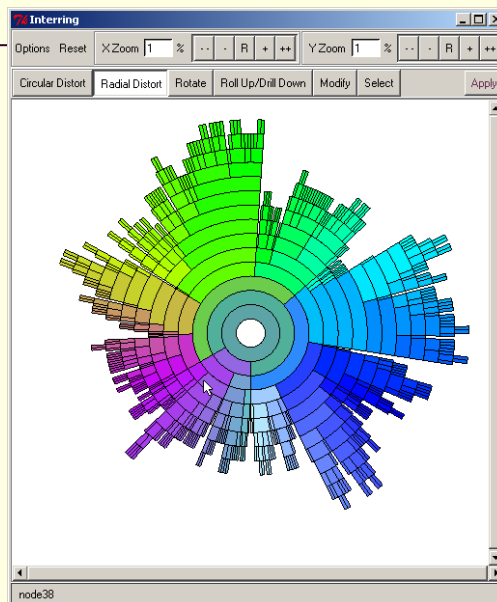 Interring
Options Reset X Zoom 1 % -- - R + ++ Y Zoom 1 % -- - R + ++
Circular Distort Radial Distort Rotate Roll Up/Drill Down Modify Select Apply
node38